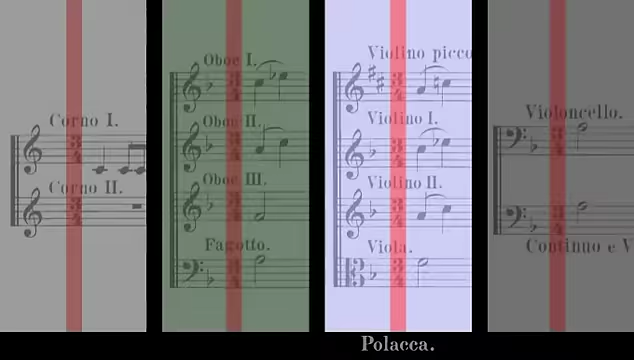 Corno I.
Corno II.
Oboe I.
Oboe II.
Oboe III.
Fagotto.
Violino picco
Violino I.
Violino II.
Viola.
Violoncello.
Continuo e V
Polacca.